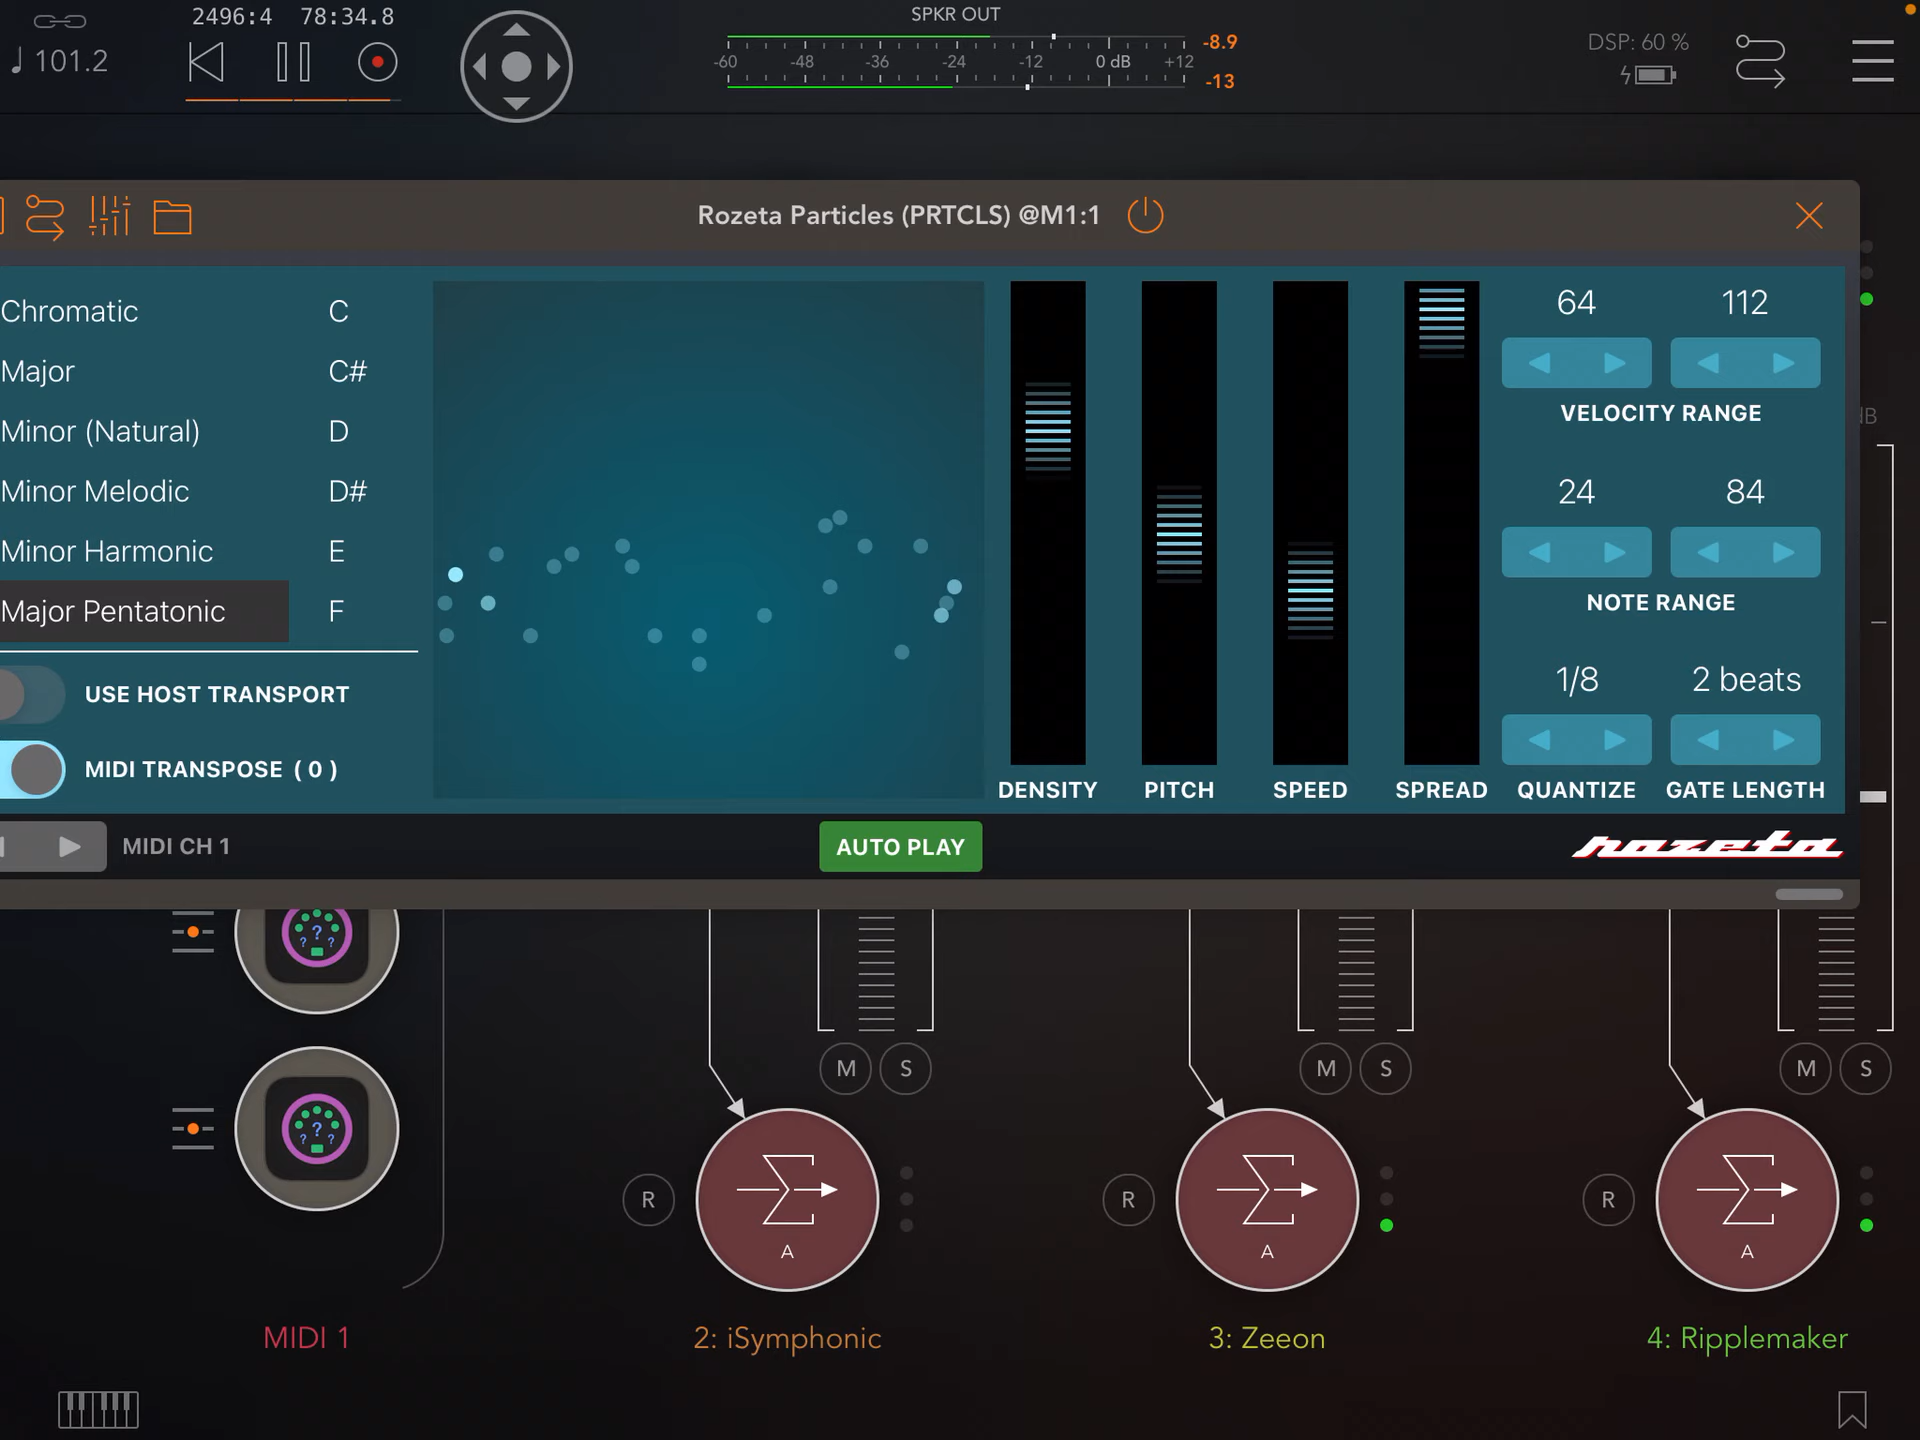 2496:4 78:34.8
SPKR OUT
101.2
-60 -48 -36 -24 -12 0 dB +12
-8.9
-13
DSP: 60 %
Rozeta Particles (PRTCLS) @M1:1
Chromatic C
Major C#
Minor (Natural) D
Minor Melodic D#
Minor Harmonic E
Major Pentatonic F
USE HOST TRANSPORT
MIDI TRANSPOSE ( 0 )
DENSITY PITCH SPEED SPREAD
64 112
VELOCITY RANGE
24 84
NOTE RANGE
1/8 2 beats
QUANTIZE GATE LENGTH
MIDI CH 1
AUTO PLAY
rozeta
dB
? ? ?
? ? ?
M S
M S
M S
R A
R A
R A
MIDI 1
2: iSymphonic
3: Zeeon
4: Ripplemaker